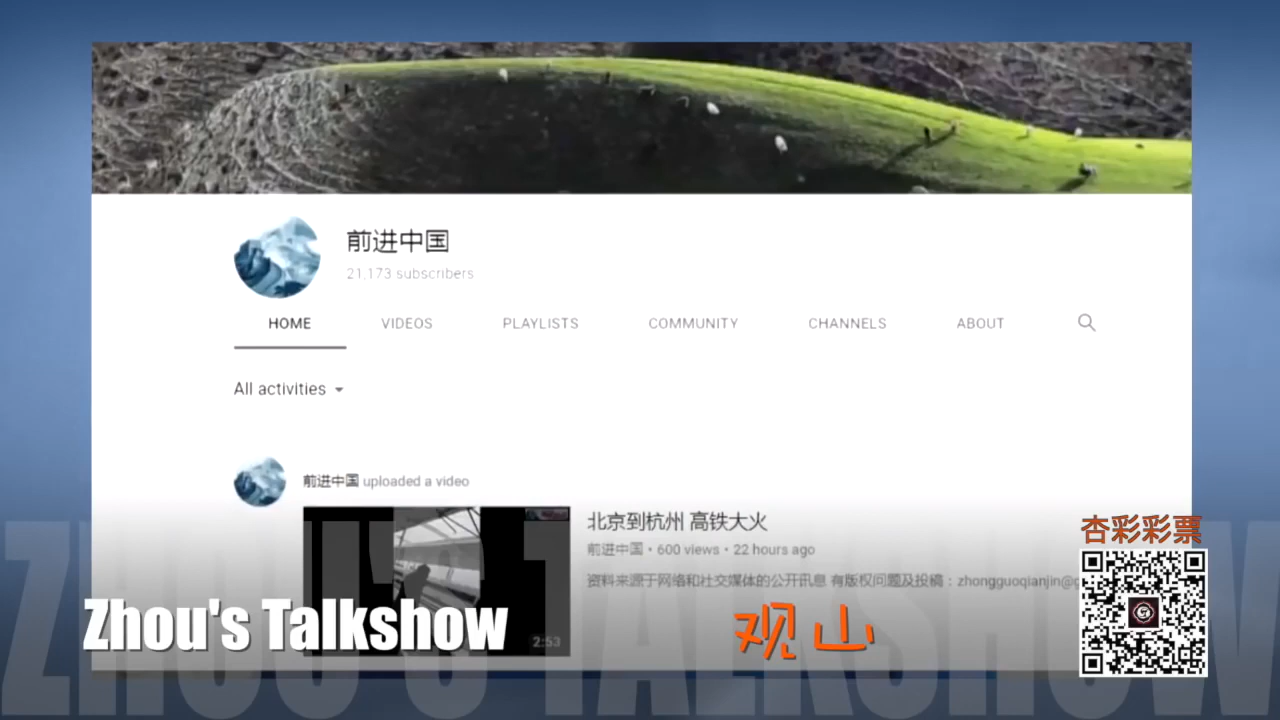 前进中国
21,173 subscribers
HOME VIDEOS PLAYLISTS COMMUNITY CHANNELS ABOUT
All activities
前进中国 uploaded a video
北京到杭州 高铁大火
前进中国 • 600 views • 22 hours ago
资料来源于网络和社交媒体的公开讯息 有版权问题及投稿：zhongguoqianjin@g
2:53
杏彩彩票
Zhou's Talkshow
观山
ZHOU'S TALKSHOW